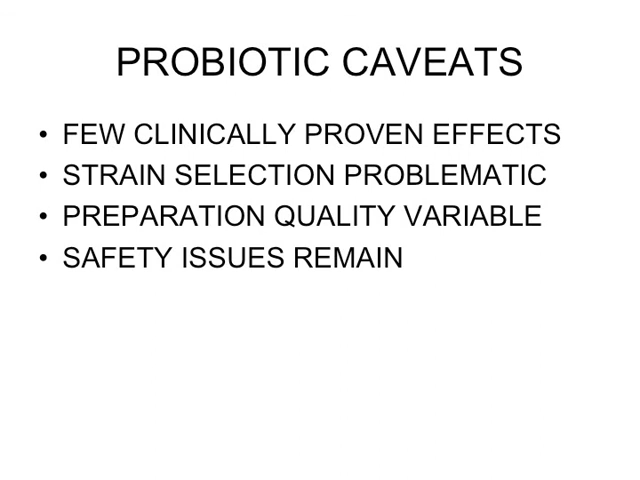 PROBIOTIC CAVEATS
• FEW CLINICALLY PROVEN EFFECTS
• STRAIN SELECTION PROBLEMATIC
• PREPARATION QUALITY VARIABLE
• SAFETY ISSUES REMAIN